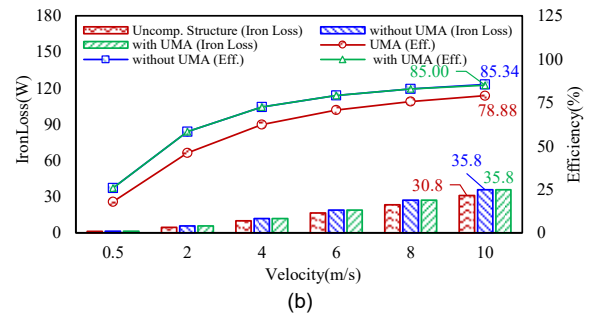 Uncomp. Structure (Iron Loss) without UMA (Iron Loss)
with UMA (Iron Loss) UMA (Eff.)
without UMA (Eff.) with UMA (Eff.)
IronLoss(W)
180
150
120
90
60
30
0
85.00 85.34
78.88
30.8 35.8 35.8
125
100
75
50
25
0
Efficiency(%)
0.5 2 4 6 8 10
Velocity(m/s)
(b)